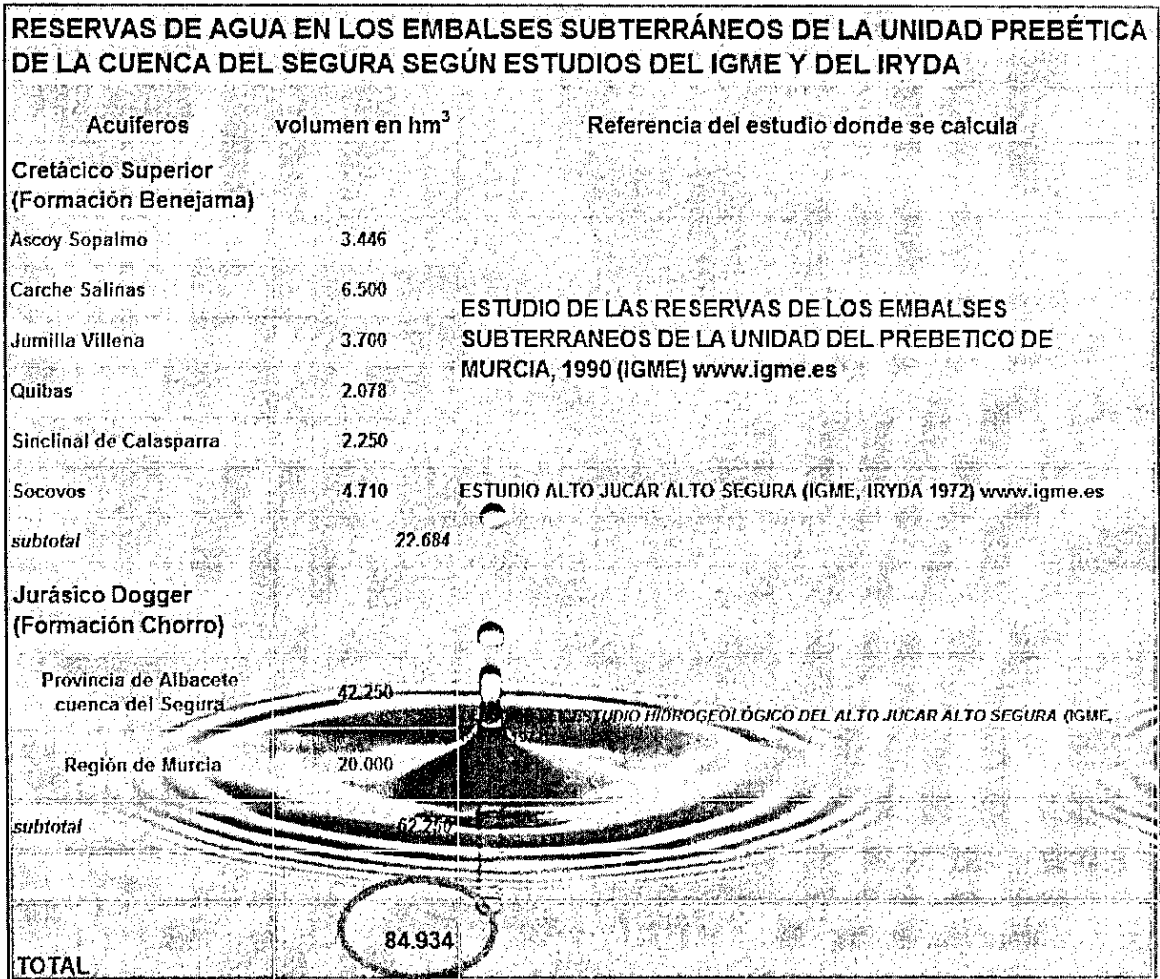 RESERVAS DE AGUA EN LOS EMBALSES SUBTERRÁNEOS DE LA UNIDAD PREBÉTICA
DE LA CUENCA DEL SEGURA SEGÚN ESTUDIOS DEL IGME Y DEL IRYDA
Acuíferos volumen en hm³ Referencia del estudio donde se calcula
Cretácico Superior
(Formación Benejama)
Ascoy Sopalmo 3.446
Carche Salinas 6.500
Jumilla Villena 3.700
Quibas 2.078
Sinclinal de Calasparra 2.250
ESTUDIO DE LAS RESERVAS DE LOS EMBALSES
SUBTERRANEOS DE LA UNIDAD DEL PREBETICO DE
MURCIA, 1990 (IGME) www.igme.es
Socovos 4.710 ESTUDIO ALTO JUCAR ALTO SEGURA (IGME, IRYDA 1972) www.igme.es
subtotal 22.684
Jurásico Dogger
(Formación Chorro)
Provincia de Albacete
cuenca del Segura 42.250
ESTUDIO HIDROGEOLÓGICO DEL ALTO JUCAR ALTO SEGURA (IGME,
Región de Murcia 20.000
subtotal 62.250
TOTAL 84.934